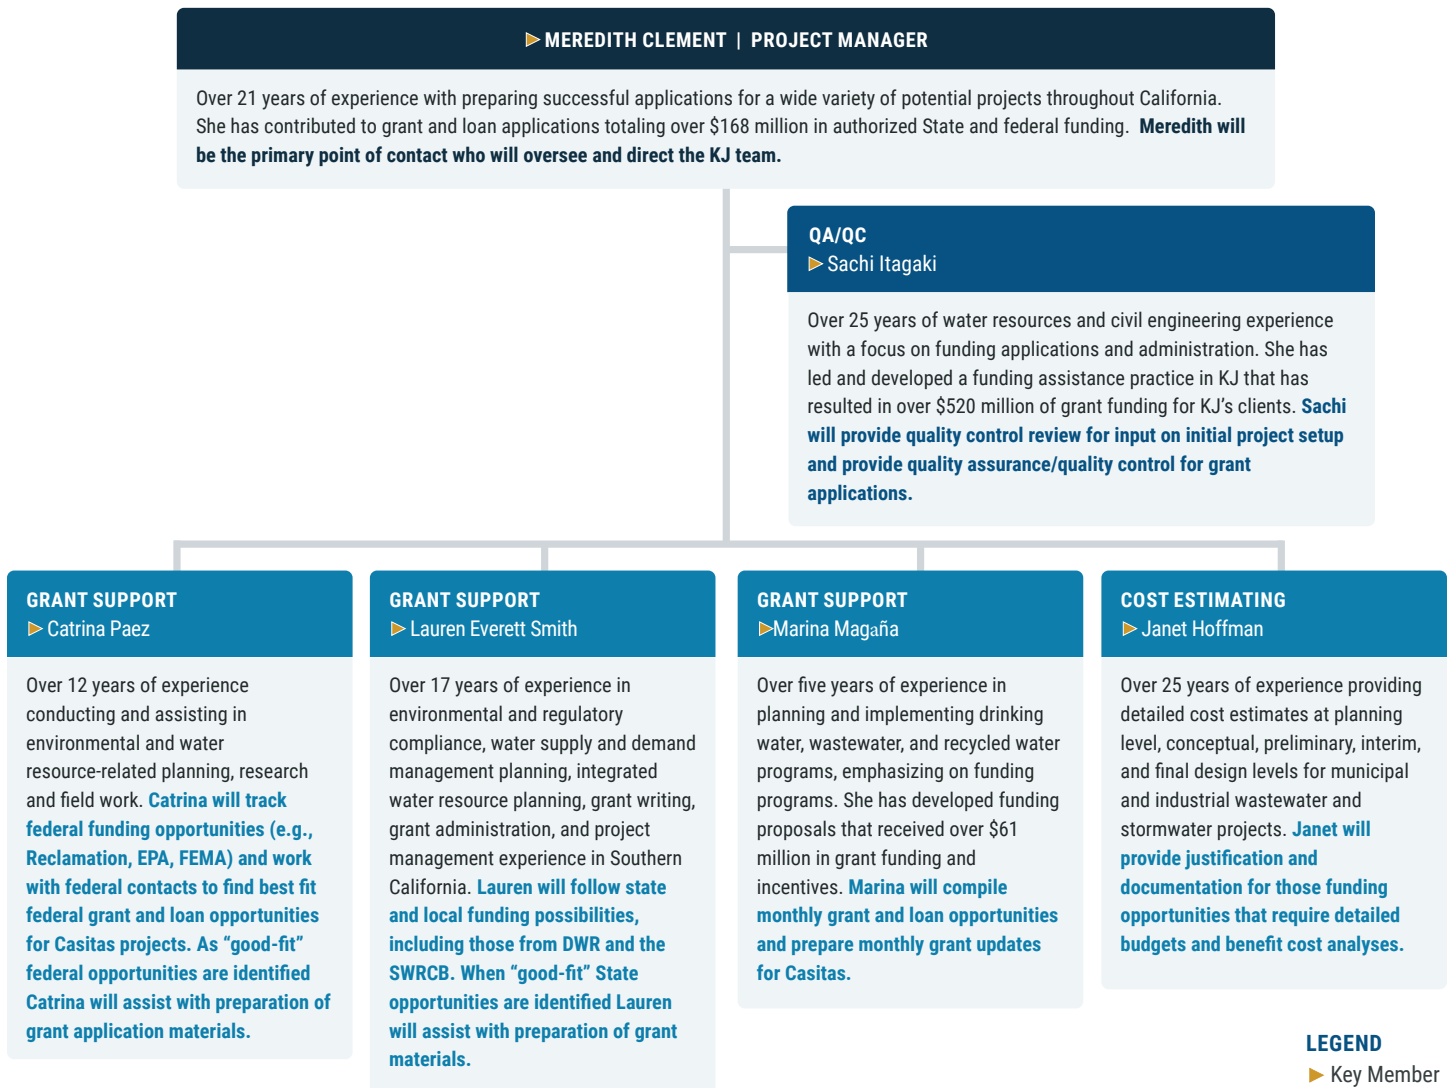 MEREDITH CLEMENT | PROJECT MANAGER
Over 21 years of experience with preparing successful applications for a wide variety of potential projects throughout California.
She has contributed to grant and loan applications totaling over $168 million in authorized State and federal funding. Meredith will
be the primary point of contact who will oversee and direct the KJ team.
QA/QC
Sachi Itagaki
Over 25 years of water resources and civil engineering experience
with a focus on funding applications and administration. She has
led and developed a funding assistance practice in KJ that has
resulted in over $520 million of grant funding for KJ’s clients. Sachi
will provide quality control review for input on initial project setup
and provide quality assurance/quality control for grant
applications.
GRANT SUPPORT
Catrina Paez
Over 12 years of experience
conducting and assisting in
environmental and water
resource-related planning, research
and field work. Catrina will track
federal funding opportunities (e.g.,
Reclamation, EPA, FEMA) and work
with federal contacts to find best fit
federal grant and loan opportunities
for Casitas projects. As “good-fit”
federal opportunities are identified
Catrina will assist with preparation of
grant application materials.
GRANT SUPPORT
Lauren Everett Smith
Over 17 years of experience in
environmental and regulatory
compliance, water supply and demand
management planning, integrated
water resource planning, grant writing,
grant administration, and project
management experience in Southern
California. Lauren will follow state
and local funding possibilities,
including those from DWR and the
SWRCB. When “good-fit” State
opportunities are identified Lauren
will assist with preparation of grant
materials.
GRANT SUPPORT
Marina Magaña
Over five years of experience in
planning and implementing drinking
water, wastewater, and recycled water
programs, emphasizing on funding
programs. She has developed funding
proposals that received over $61
million in grant funding and
incentives. Marina will compile
monthly grant and loan opportunities
and prepare monthly grant updates
for Casitas.
COST ESTIMATING
Janet Hoffman
Over 25 years of experience providing
detailed cost estimates at planning
level, conceptual, preliminary, interim,
and final design levels for municipal
and industrial wastewater and
stormwater projects. Janet will
provide justification and
documentation for those funding
opportunities that require detailed
budgets and benefit cost analyses.
LEGEND
Key Member